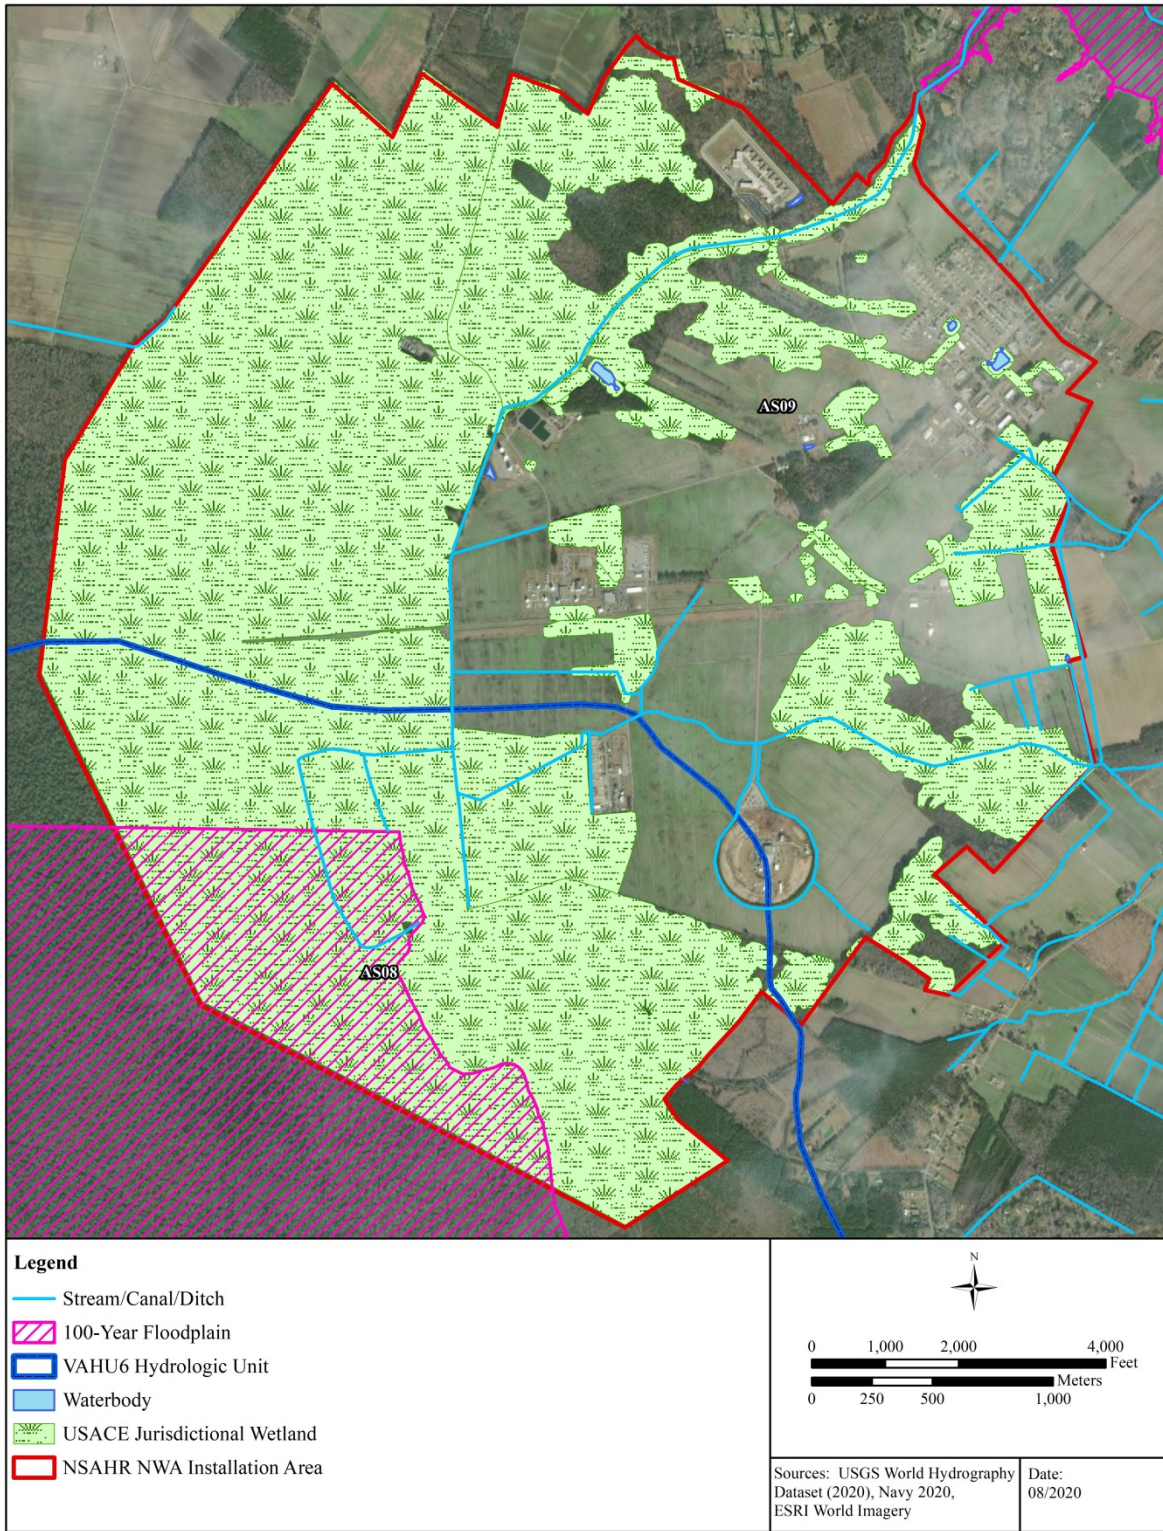 AS09
AS08
Legend
Stream/Canal/Ditch
100-Year Floodplain
VAHU6 Hydrologic Unit
Waterbody
USACE Jurisdictional Wetland
NSAHR NWA Installation Area
N
0 1,000 2,000 4,000
Feet
Meters
0 250 500 1,000
Sources: USGS World Hydrography
Dataset (2020), Navy 2020,
ESRI World Imagery
Date:
08/2020